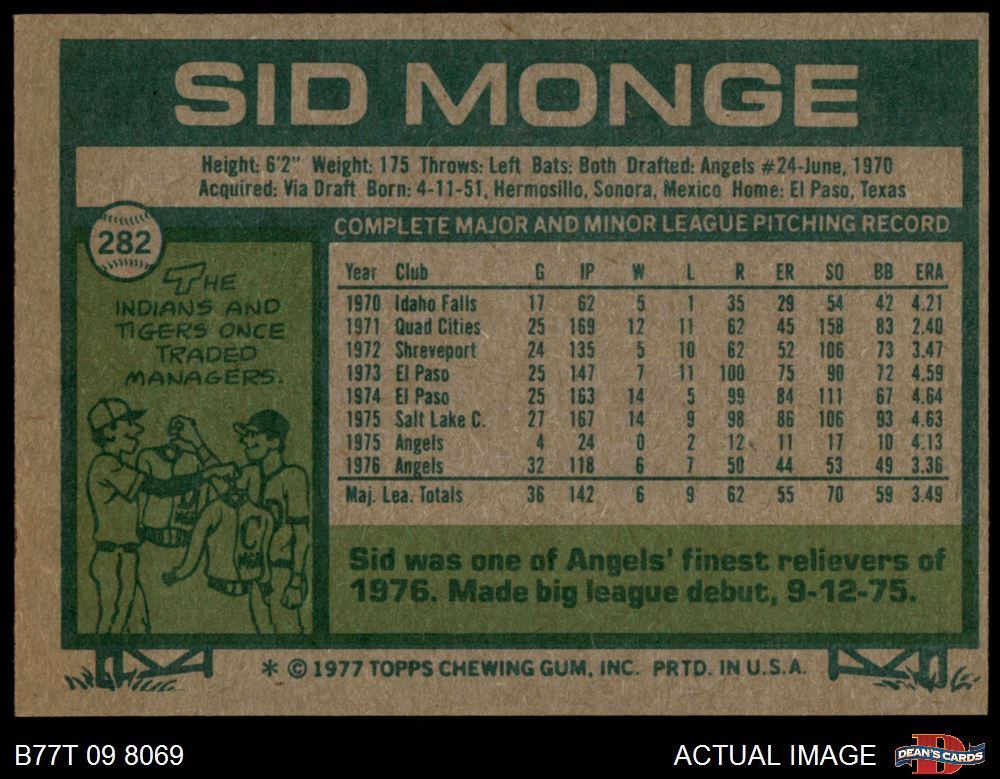 SID MONGE
Height: 6'2" Weight: 175 Throws: Left Bats: Both Drafted: Angels #24-June, 1970
Acquired: Via Draft Born: 4-11-51, Hermosillo, Sonora, Mexico Home: El Paso, Texas
282
THE
INDIANS AND
TIGERS ONCE
TRADED
MANAGERS.
C
MGR
COMPLETE MAJOR AND MINOR LEAGUE PITCHING RECORD
Year Club G IP W L R ER SO BB ERA
1970 Idaho Falls 17 62 5 1 35 29 54 42 4.21
1971 Quad Cities 25 169 12 11 62 45 158 83 2.40
1972 Shreveport 24 135 5 10 62 52 106 73 3.47
1973 El Paso 25 147 7 11 100 75 90 72 4.59
1974 El Paso 25 163 14 5 99 84 111 67 4.64
1975 Salt Lake C. 27 167 14 9 98 86 106 93 4.63
1975 Angels 4 24 0 2 12 11 17 10 4.13
1976 Angels 32 118 6 7 50 44 53 49 3.36
Maj. Lea. Totals 36 142 6 9 62 55 70 59 3.49
Sid was one of Angels' finest relievers of
1976. Made big league debut, 9-12-75.
* © 1977 TOPPS CHEWING GUM, INC. PRTD. IN U.S.A.
B77T 09 8069
ACTUAL IMAGE
DEAN'S CARDS